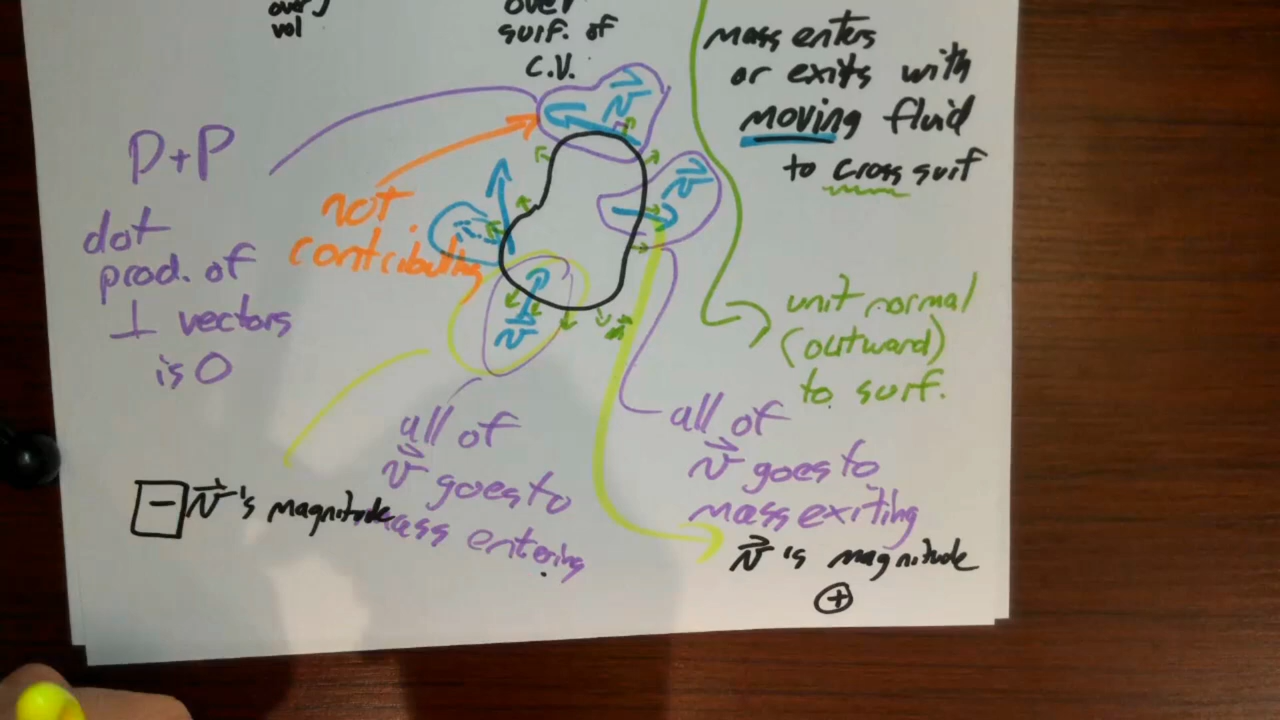 over
vol
over
surf. of
C.V.
mass enters
or exits with
moving fluid
to cross surf
v
v
D+P
dot
prod. of
⊥ vectors
is 0
not
contributing
v
n
unit normal
(outward)
to surf.
all of
v goes to
mass entering
all of
v goes to
mass exiting
- v's magnitude
v's magnitude
+